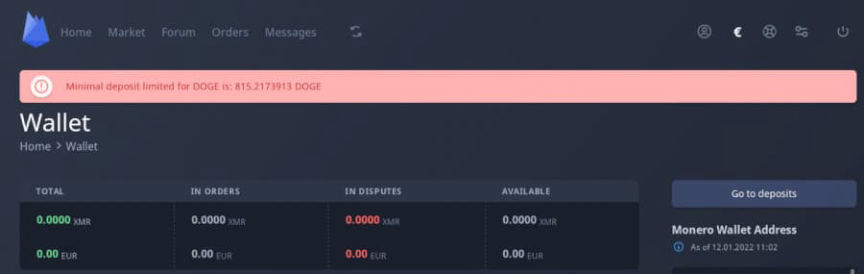 Home Market Forum Orders Messages €
Minimal deposit limited for DOGE is: 815.2173913 DOGE
Wallet
Home > Wallet
TOTAL IN ORDERS IN DISPUTES AVAILABLE
0.0000 XMR 0.0000 XMR 0.0000 XMR 0.0000 XMR
0.00 EUR 0.00 EUR 0.00 EUR 0.00 EUR
Go to deposits
Monero Wallet Address
As of 12.01.2022 11:02